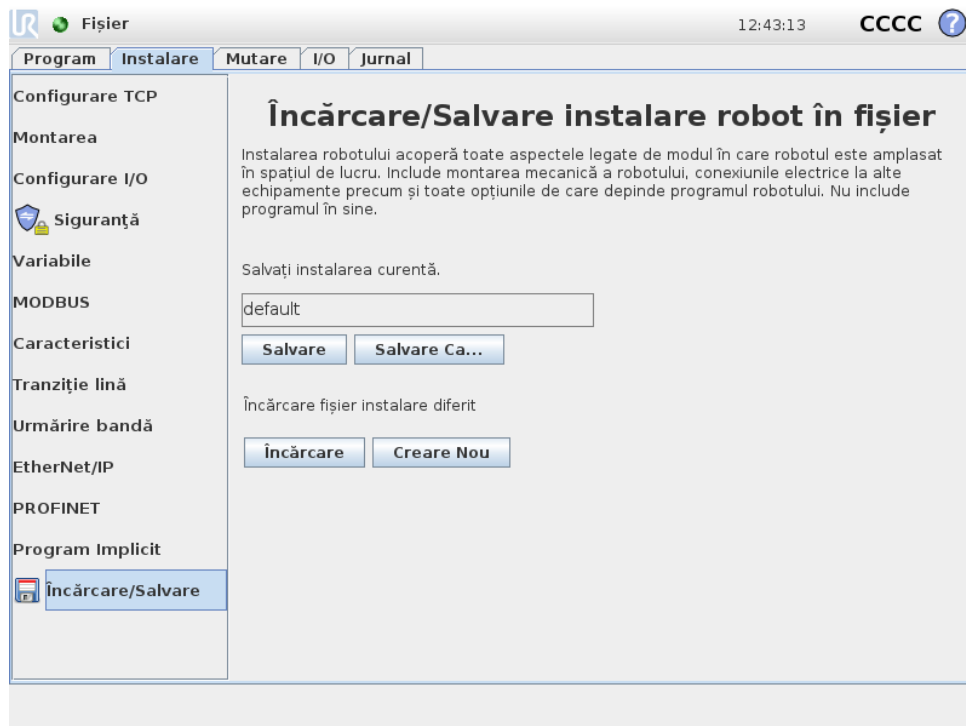 UR Fișier 12:43:13 CCCC ?
Program Instalare Mutare I/O Jurnal
Configurare TCP
Montarea
Configurare I/O
Siguranță
Variabile
MODBUS
Caracteristici
Tranziție lină
Urmărire bandă
EtherNet/IP
PROFINET
Program Implicit
Încărcare/Salvare
Încărcare/Salvare instalare robot în fișier
Instalarea robotului acoperă toate aspectele legate de modul în care robotul este amplasat
în spațiul de lucru. Include montarea mecanică a robotului, conexiunile electrice la alte
echipamente precum și toate opțiunile de care depinde programul robotului. Nu include
programul în sine.
Salvați instalarea curentă.
default
Salvare Salvare Ca...
Încărcare fișier instalare diferit
Încărcare Creare Nou